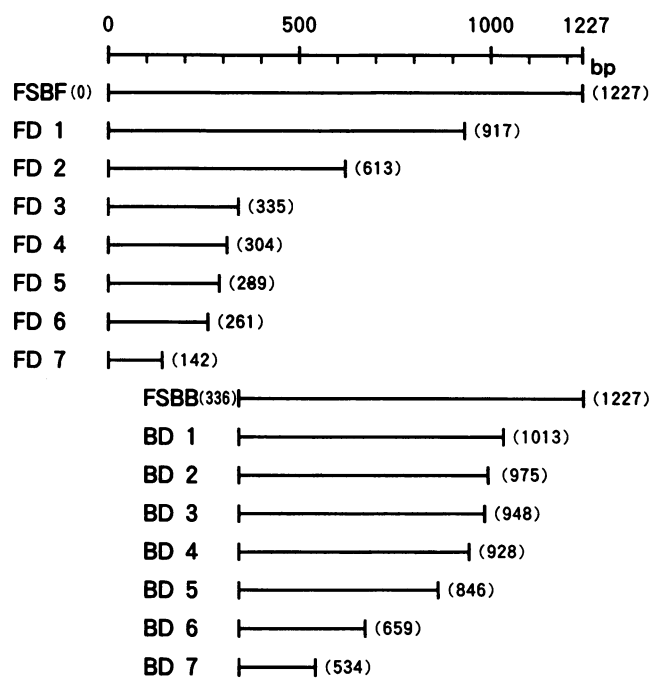 0 500 1000 1227
bp
FSBF(0) (1227)
FD 1 (917)
FD 2 (613)
FD 3 (335)
FD 4 (304)
FD 5 (289)
FD 6 (261)
FD 7 (142)
FSBB(336) (1227)
BD 1 (1013)
BD 2 (975)
BD 3 (948)
BD 4 (928)
BD 5 (846)
BD 6 (659)
BD 7 (534)